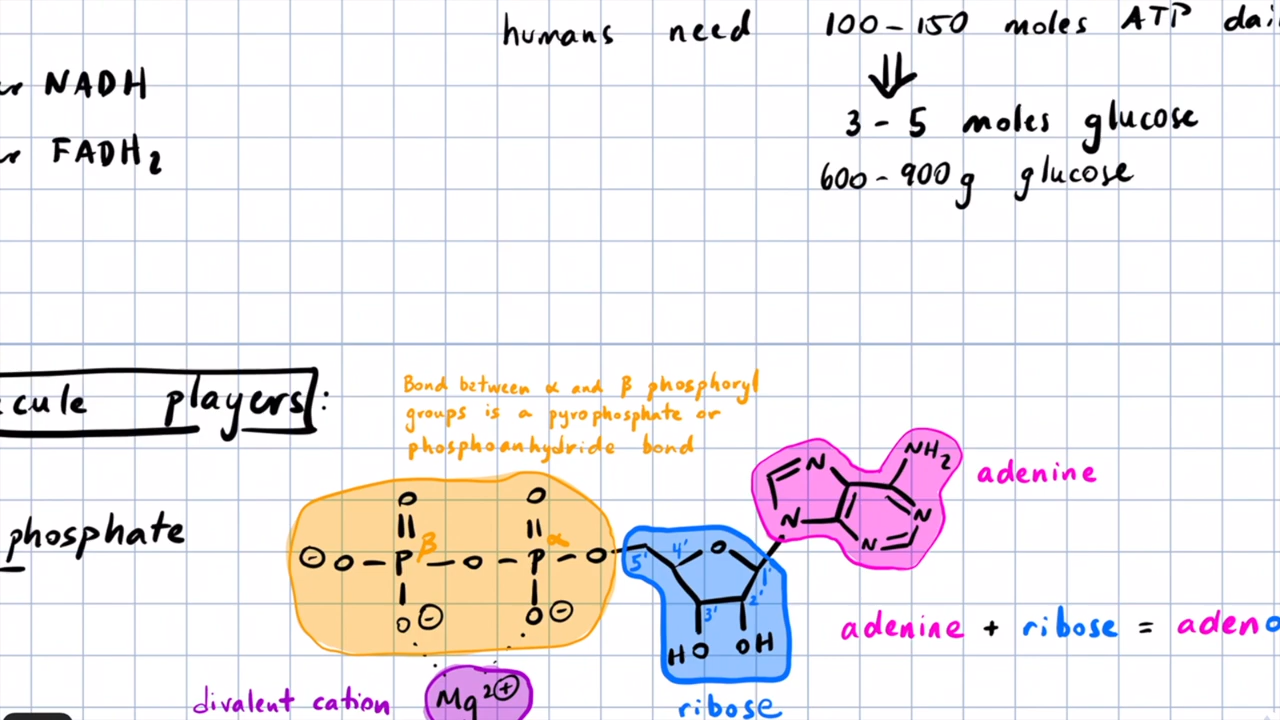 humans need 100-150 moles ATP dai
NADH
3-5 moles glucose
FADH2
600-900g glucose
cule players:
Bond between α and β phosphoryl
groups is a pyrophosphate or
phosphoanhydride bond
phosphate
O O
β α
⊖ O - P - O - P - O
O⊖ O⊖
5' 4' O 1'
3' 2'
HO OH
N NH2
N N
N
adenine
adenine + ribose = adeno
divalent cation Mg2⊕
ribose